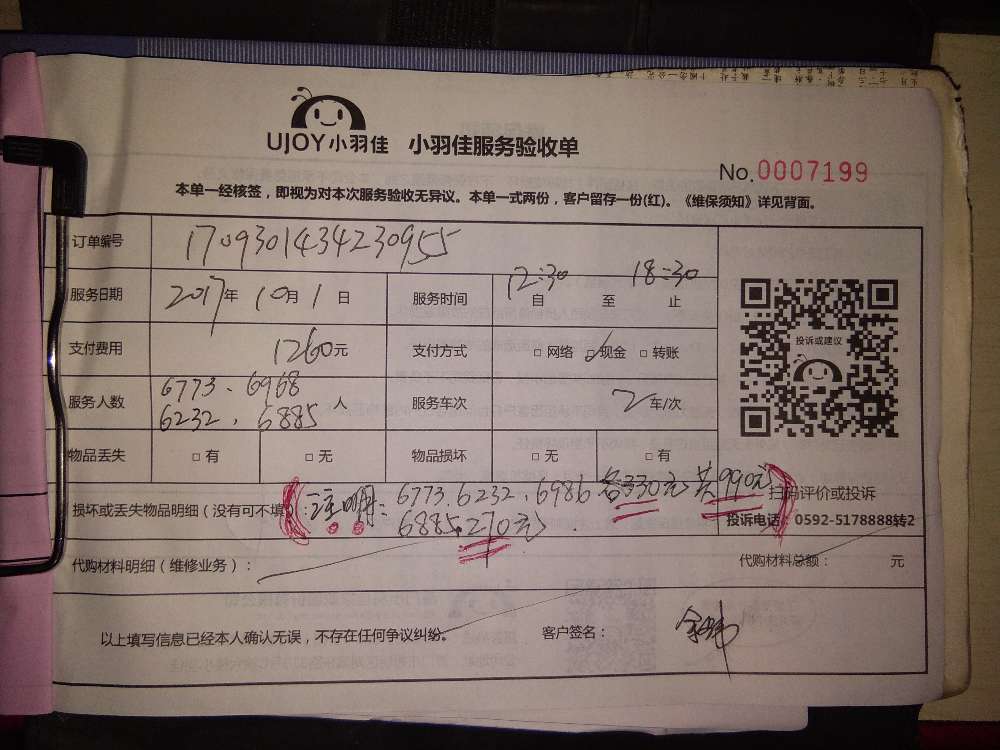 UJOY小羽佳 小羽佳服务验收单
No.0007199
本单一经核签，即视为对本次服务验收无异议。本单一式两份，客户留存一份(红)。《维保须知》详见背面。
订单编号 1709301434230955
服务日期 2017年10月1日 服务时间 12:30 18:30
自 至 止
支付费用 1260元 支付方式 □ 网络 ☑现金 □ 转账
6773、6968
服务人数 6232、6885 人 服务车次 2 车/次
投诉或建议
物品丢失 □ 有 □ 无 物品损坏 □ 无 □ 有
扫码评价或投诉
投诉电话：0592-5178888转2
损坏或丢失物品明细（没有可不填）：(注明：6773.6232、6986各330元共990元
6885.270元)
代购材料明细（维修业务）： 代购材料总额： 元
以上填写信息已经本人确认无误，不存在任何争议纠纷。 客户签名：